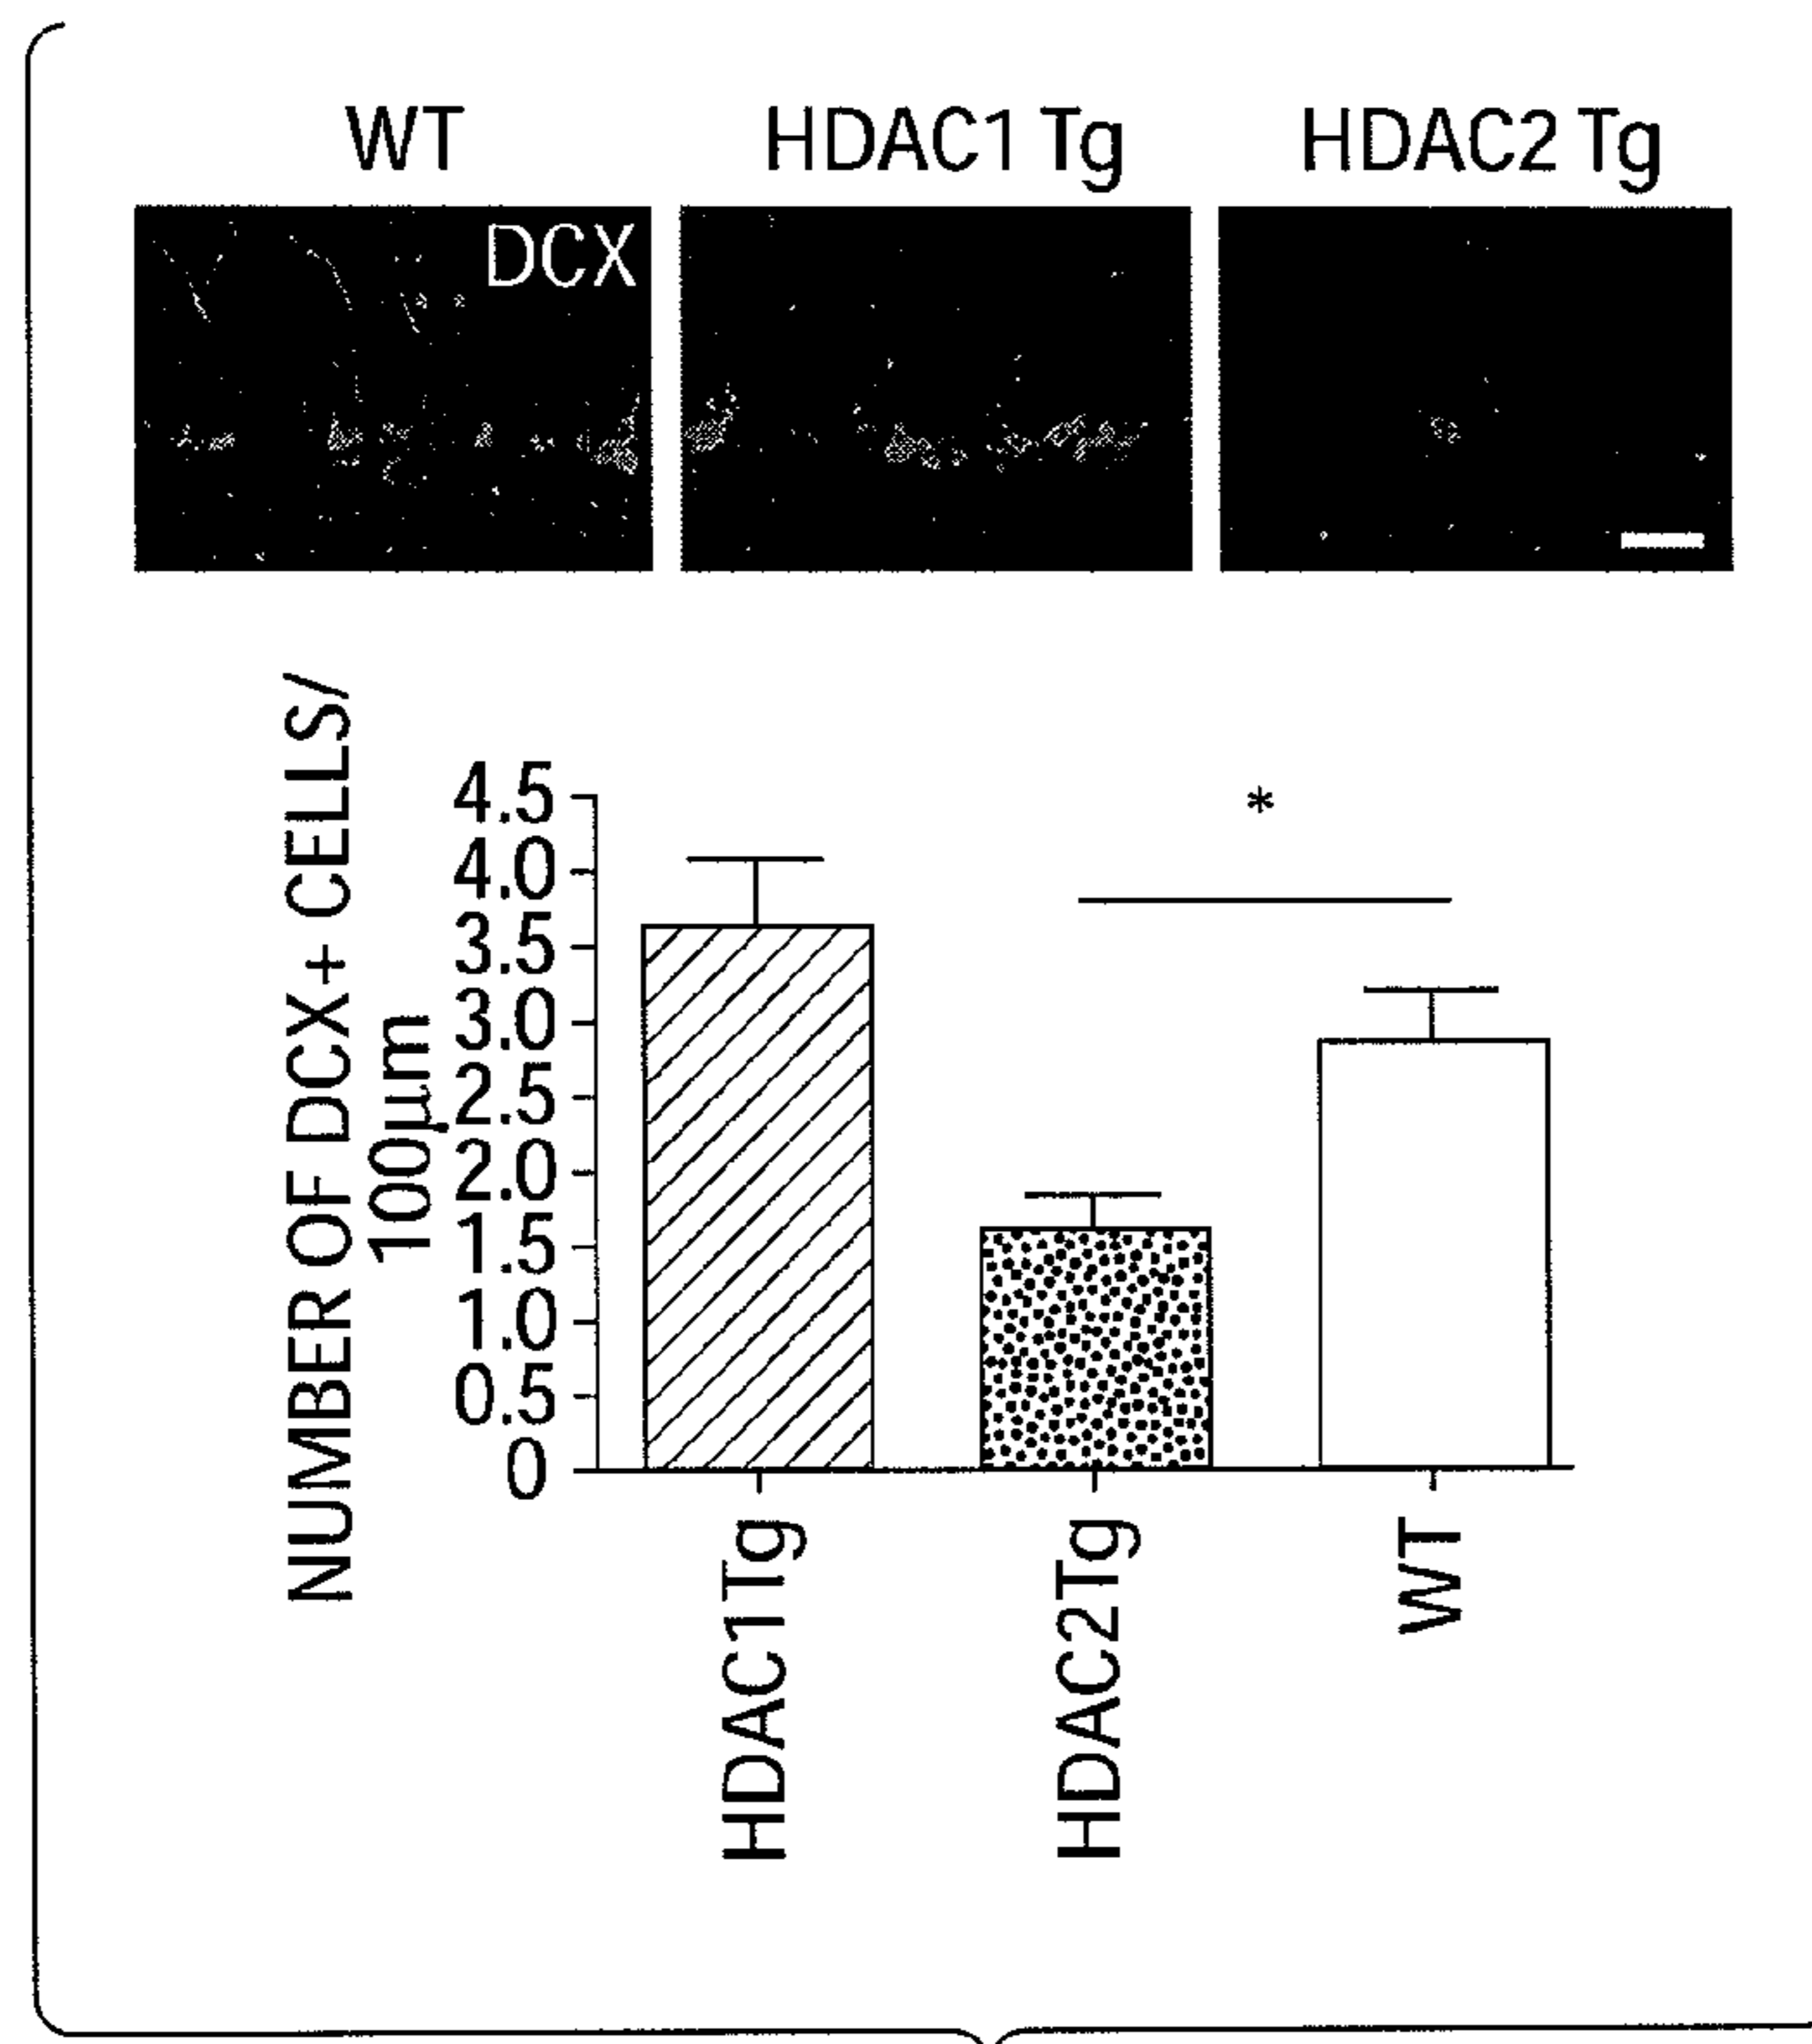 WT
HDAC1 Tg
HDAC2 Tg
DCX
NUMBER OF DCX+ CELLS/
100µm
4.5
4.0
3.5
3.0
2.5
2.0
1.5
1.0
0.5
0
*
HDAC1Tg
HDAC2Tg
WT